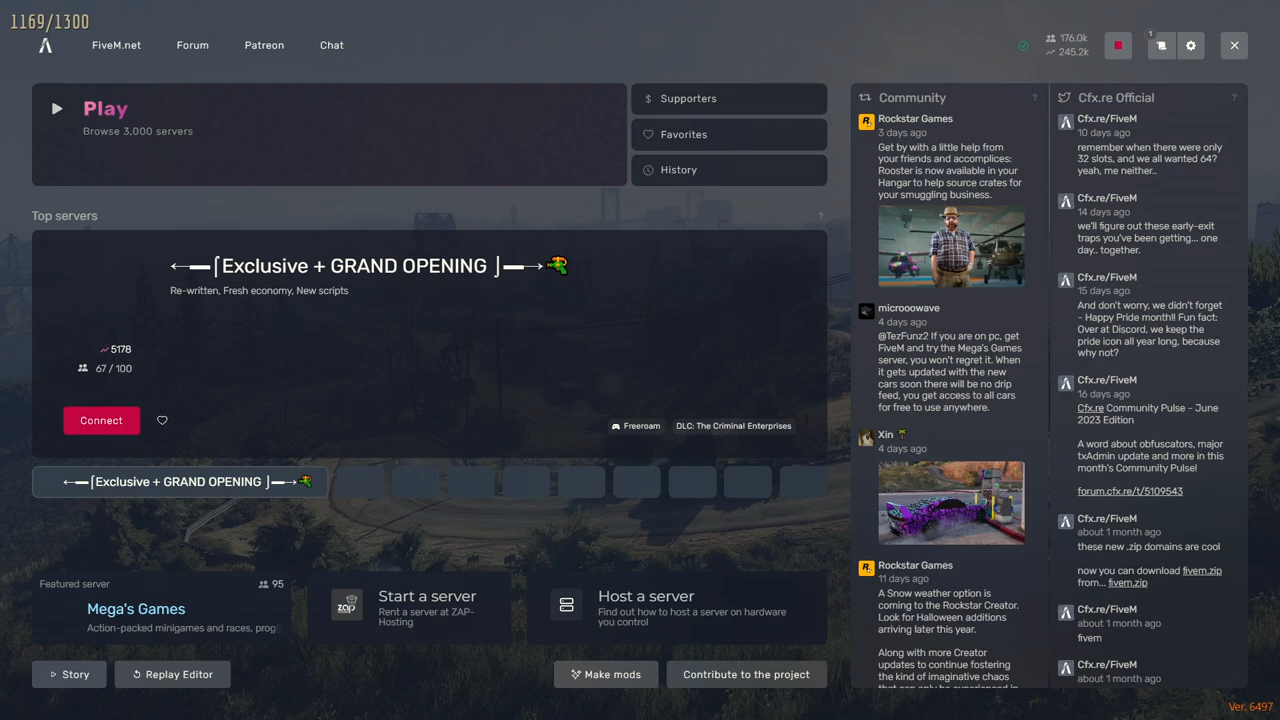 1169/1300
FiveM.net
Forum
Patreon
Chat
176.0k
245.2k
1
Play
Browse 3,000 servers
$ Supporters
Favorites
History
Top servers
?
←—⌠Exclusive + GRAND OPENING ⌡—→
Re-written, Fresh economy, New scripts
5178
67 / 100
Connect
Freeroam
DLC: The Criminal Enterprises
←—⌠Exclusive + GRAND OPENING ⌡—→
Featured server
95
Mega's Games
Action-packed minigames and races, prog
zap
Start a server
Rent a server at ZAP-
Hosting
Host a server
Find out how to host a server on hardware
you control
Story
Replay Editor
Make mods
Contribute to the project
Community
?
Rockstar Games
3 days ago
Get by with a little help from
your friends and accomplices:
Rooster is now available in your
Hangar to help source crates for
your smuggling business.
microoowave
4 days ago
@TezFunz2 If you are on pc, get
FiveM and try the Mega's Games
server, you won't regret it. When
it gets updated with the new
cars soon there will be no drip
feed, you get access to all cars
for free to use anywhere.
Xin
4 days ago
Rockstar Games
11 days ago
A Snow weather option is
coming to the Rockstar Creator.
Look for Halloween additions
arriving later this year.
Along with more Creator
updates to continue fostering
the kind of imaginative chaos
that can only be experienced in
Cfx.re Official
?
Cfx.re/FiveM
10 days ago
remember when there were only
32 slots, and we all wanted 64?
yeah, me neither..
Cfx.re/FiveM
14 days ago
we'll figure out these early-exit
traps you've been getting... one
day.. together.
Cfx.re/FiveM
15 days ago
And don't worry, we didn't forget
- Happy Pride month!! Fun fact:
Over at Discord, we keep the
pride icon all year long, because
why not?
Cfx.re/FiveM
16 days ago
Cfx.re Community Pulse - June
2023 Edition
A word about obfuscators, major
txAdmin update and more in this
month's Community Pulse!
forum.cfx.re/t/5109543
Cfx.re/FiveM
about 1 month ago
these new .zip domains are cool
now you can download fivem.zip
from... fivem.zip
Cfx.re/FiveM
about 1 month ago
fivem
Cfx.re/FiveM
about 1 month ago
Ver. 6497